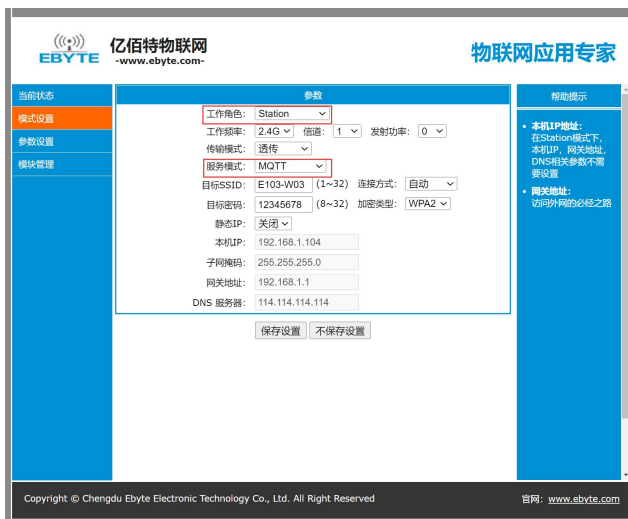 EBYTE
亿佰特物联网
-www.ebyte.com-
物联网应用专家
当前状态
模式设置
参数设置
模块管理
参数
工作角色: Station
工作频率: 2.4G 信道: 1 发射功率: 0
传输模式: 透传
服务模式: MQTT
目标SSID: E103-W03 (1~32) 连接方式: 自动
目标密码: 12345678 (8~32) 加密类型: WPA2
静态IP: 关闭
本机IP: 192.168.1.104
子网掩码: 255.255.255.0
网关地址: 192.168.1.1
DNS 服务器: 114.114.114.114
保存设置 不保存设置
帮助提示
• 本机IP地址:
在Station模式下,
本机IP, 网关地址,
DNS相关参数不需
要设置
• 网关地址:
访问外网的必经之路
Copyright © Chengdu Ebyte Electronic Technology Co., Ltd. All Right Reserved
官网: www.ebyte.com